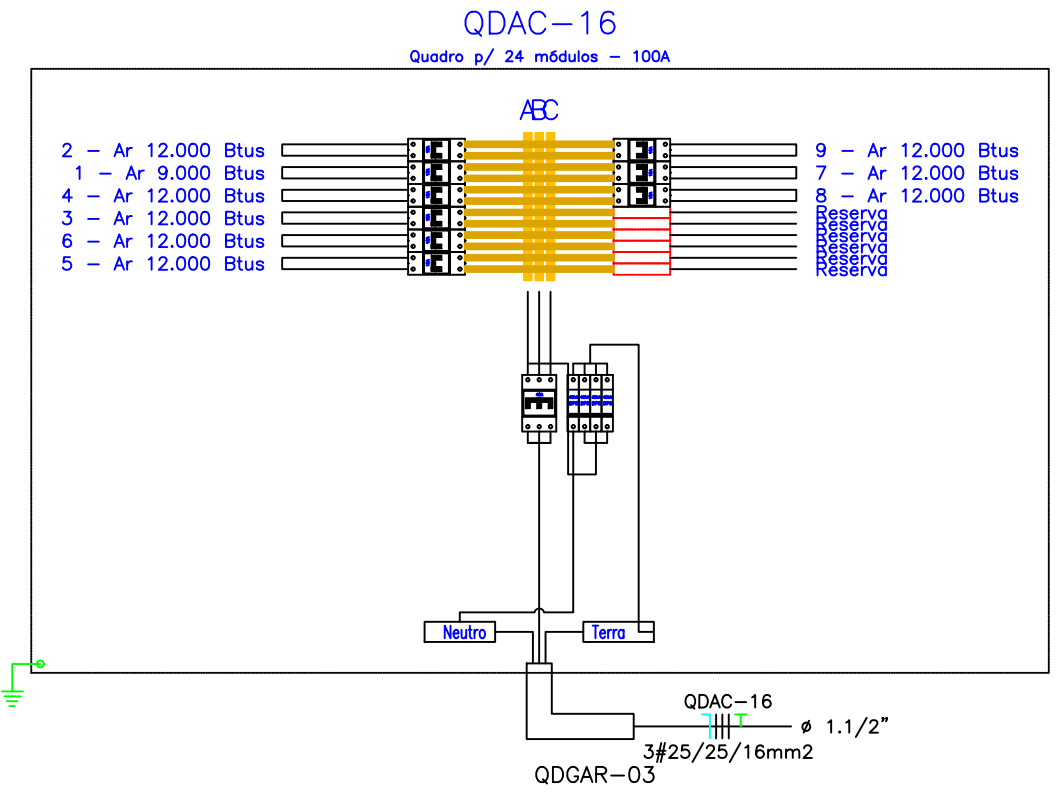 QDAC-16
Quadro p/ 24 módulos - 100A
ABC
2 - Ar 12.000 Btus
1 - Ar 9.000 Btus
4 - Ar 12.000 Btus
3 - Ar 12.000 Btus
6 - Ar 12.000 Btus
5 - Ar 12.000 Btus
9 - Ar 12.000 Btus
7 - Ar 12.000 Btus
8 - Ar 12.000 Btus
Reserva
Reserva
Reserva
Reserva
Reserva
Reserva
Neutro
Terra
QDAC-16
ø 1.1/2"
3#25/25/16mm2
QDGAR-03